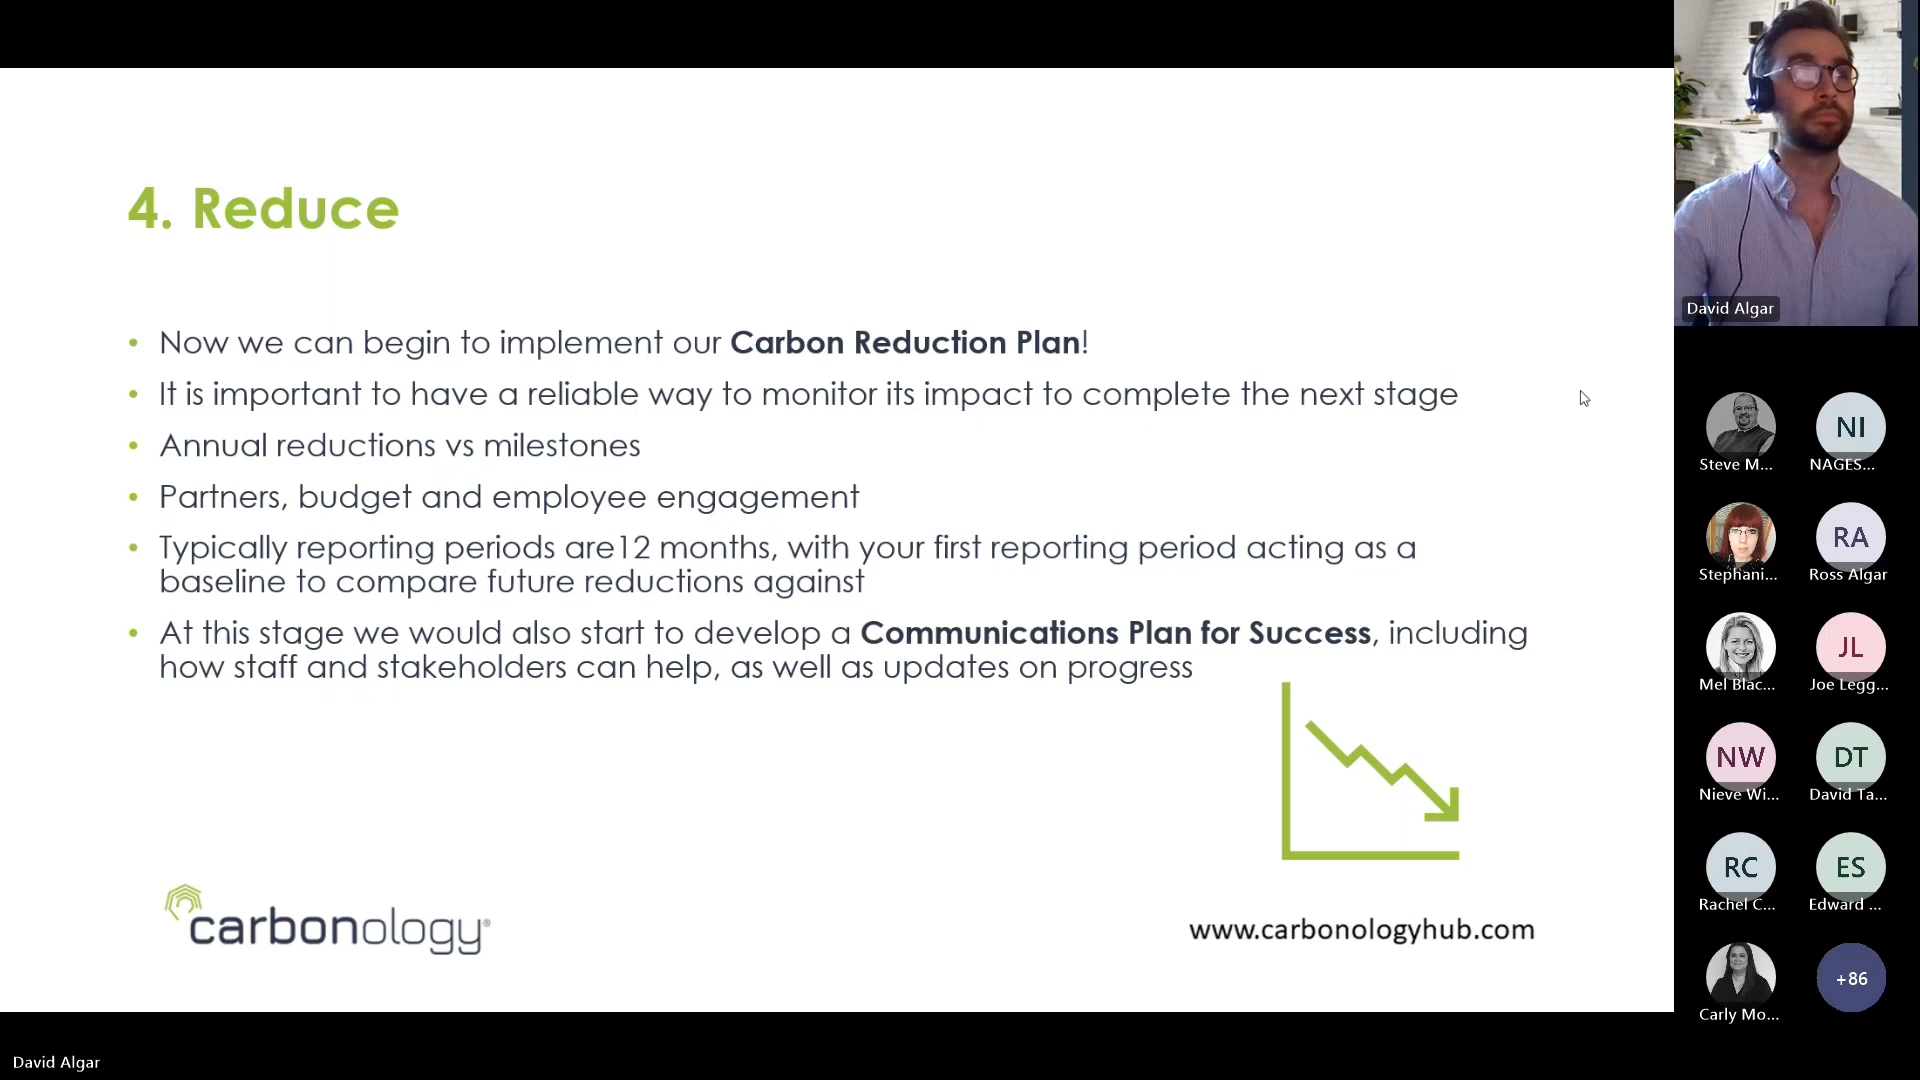 4. Reduce
• Now we can begin to implement our Carbon Reduction Plan!
• It is important to have a reliable way to monitor its impact to complete the next stage
• Annual reductions vs milestones
• Partners, budget and employee engagement
• Typically reporting periods are12 months, with your first reporting period acting as a
baseline to compare future reductions against
• At this stage we would also start to develop a Communications Plan for Success, including
how staff and stakeholders can help, as well as updates on progress
carbonology®
www.carbonologyhub.com
David Algar
David Algar
Steve M...
NI
NAGES...
Stephani...
RA
Ross Algar
Mel Blac...
JL
Joe Legg...
NW
Nieve Wi...
DT
David Ta...
RC
Rachel C...
ES
Edward ...
Carly Mo...
+86